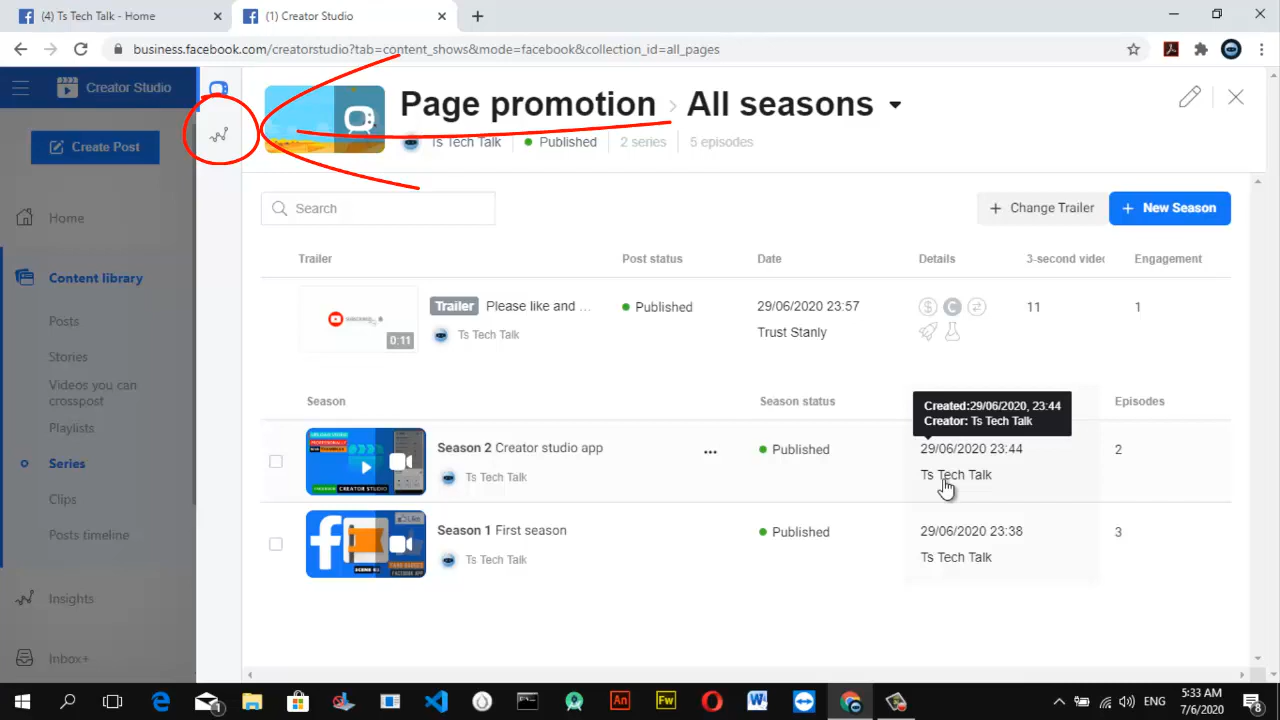 (4) Ts Tech Talk - Home
(1) Creator Studio
business.facebook.com/creatorstudio?tab=content_shows&mode=facebook&collection_id=all_pages
Creator Studio
Create Post
Home
Content library
Posts
Stories
Videos you can
crosspost
Playlists
Series
Clips
Posts timeline
Insights
Inbox+
Page promotion > All seasons
Ts Tech Talk Published 2 series 5 episodes
Search
+ Change Trailer
+ New Season
Trailer Post status Date Details 3-second video Engagement
0:11
Trailer Please like and ...
Ts Tech Talk
Published
29/06/2020 23:57
Trust Stanly
11
1
Season Season status Episodes
Created:29/06/2020, 23:44
Creator: Ts Tech Talk
CREATOR STUDIO
Season 2 Creator studio app
Ts Tech Talk
...
Published
29/06/2020 23:44
Ts Tech Talk
2
Season 1 First season
Ts Tech Talk
Published
29/06/2020 23:38
Ts Tech Talk
3
An
Fw
ENG
5:33 AM
7/6/2020
1
8